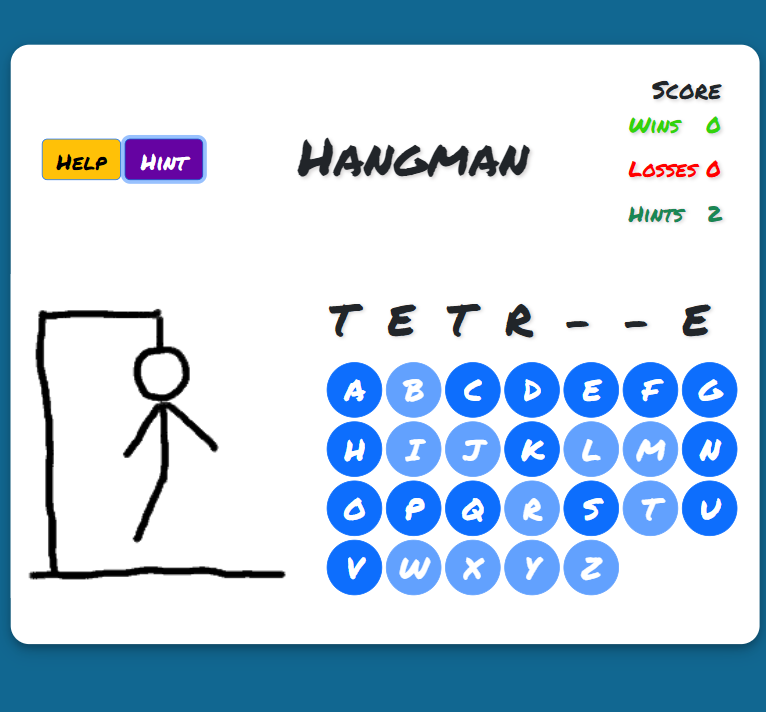 Score
Wins 0
Help Hint
Hangman
Losses 0
Hints 2
T E T R - - E
A B C D E F G
H I J K L M N
O P Q R S T U
V W X Y Z